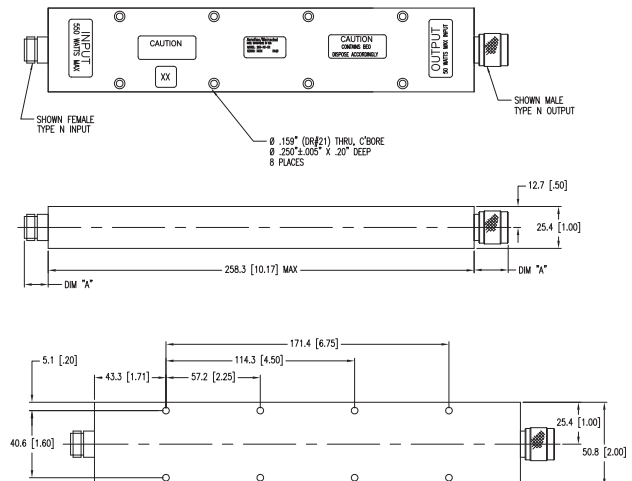 INPUT
550 WATTS MAX
CAUTION
XX
CAUTION
CONTAINS BEO
DISPOSE ACCORDINGLY
OUTPUT
50 WATTS MAX INPUT
SHOWN FEMALE
TYPE N INPUT
SHOWN MALE
TYPE N OUTPUT
Ø .159" (DR#21) THRU, C'BORE
Ø .250"±.005" X .20" DEEP
8 PLACES
12.7 [.50]
25.4 [1.00]
258.3 [10.17] MAX
DIM "A"
DIM "A"
171.4 [6.75]
5.1 [.20]
114.3 [4.50]
43.3 [1.71]
57.2 [2.25]
25.4 [1.00]
40.6 [1.60]
50.8 [2.00]